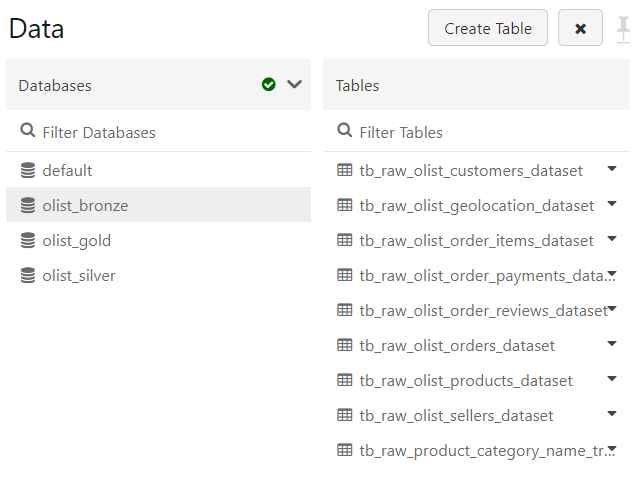 Data
Create Table
Databases
Tables
Filter Databases
Filter Tables
default
olist_bronze
olist_gold
olist_silver
tb_raw_olist_customers_dataset
tb_raw_olist_geolocation_dataset
tb_raw_olist_order_items_dataset
tb_raw_olist_order_payments_data...
tb_raw_olist_order_reviews_dataset
tb_raw_olist_orders_dataset
tb_raw_olist_products_dataset
tb_raw_olist_sellers_dataset
tb_raw_product_category_name_tr...